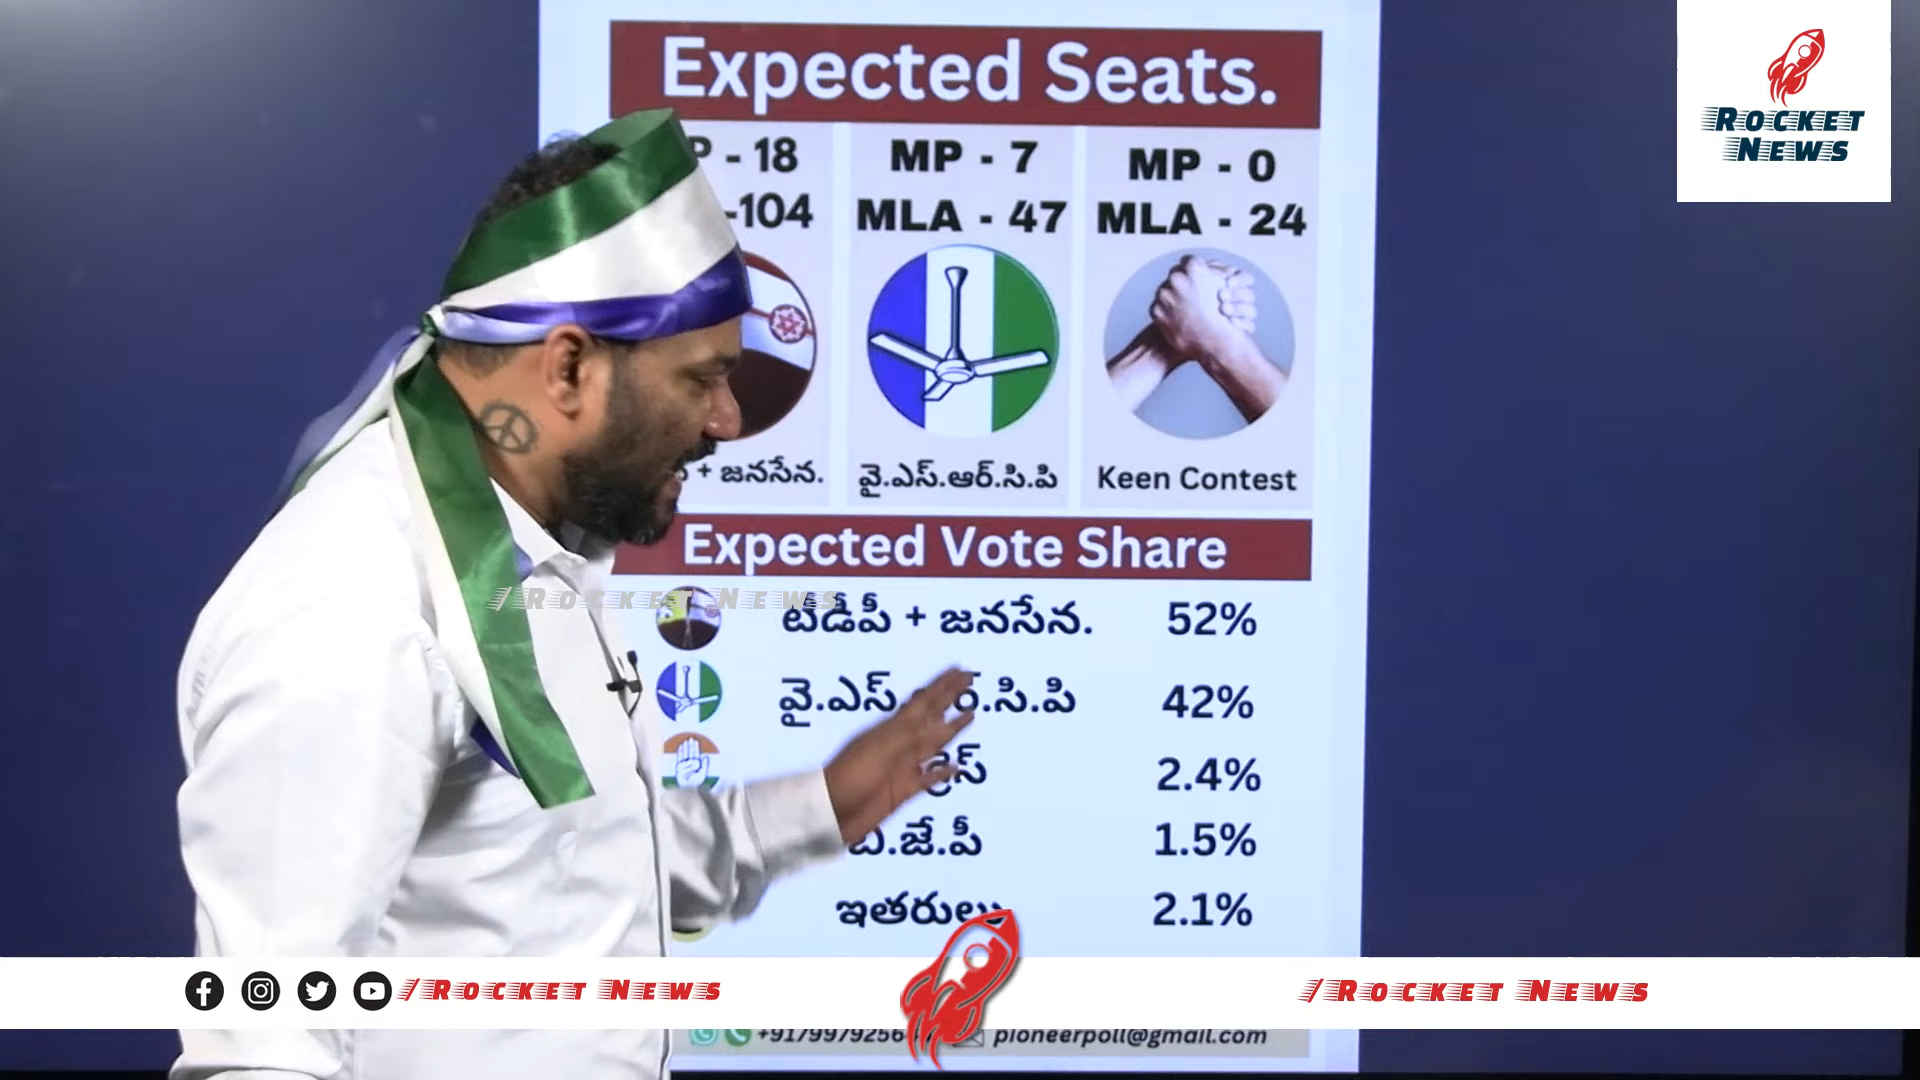 Expected Seats.
- 18
-104
MP - 7
MLA - 47
MP - 0
MLA - 24
+ జనసేన.
వై.ఎస్.ఆర్.సి.పి
Keen Contest
Expected Vote Share
టీడీపీ + జనసేన. 52%
42%
2.4%
బి.జే.పీ 1.5%
ఇతరులు 2.1%
/Rocket News
Rocket
News
/Rocket News
/Rocket News
pioneerpoll@gmail.com